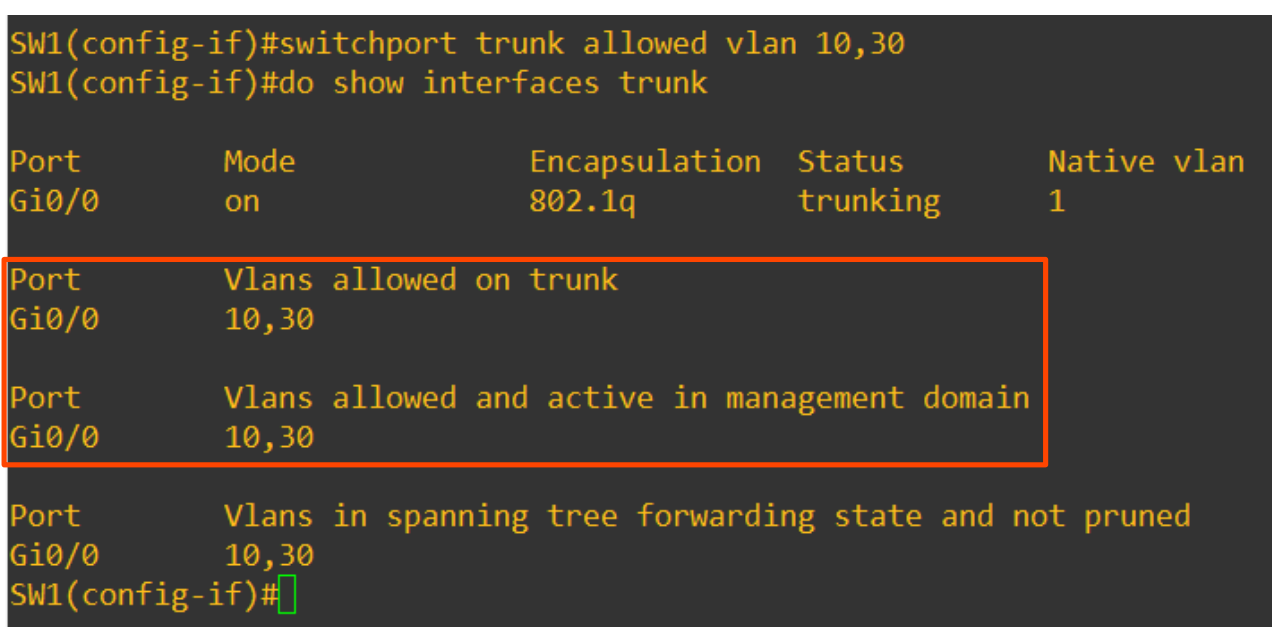 SW1(config-if)#switchport trunk allowed vlan 10,30
SW1(config-if)#do show interfaces trunk
Port Mode Encapsulation Status Native vlan
Gi0/0 on 802.1q trunking 1
Port Vlans allowed on trunk
Gi0/0 10,30
Port Vlans allowed and active in management domain
Gi0/0 10,30
Port Vlans in spanning tree forwarding state and not pruned
Gi0/0 10,30
SW1(config-if)#